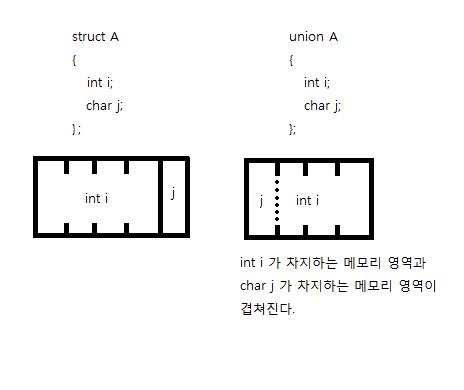 struct A
{
int i;
char j;
};
int i
j
union A
{
int i;
char j;
};
j
int i
int i 가 차지하는 메모리 영역과
char j 가 차지하는 메모리 영역이
겹쳐진다.